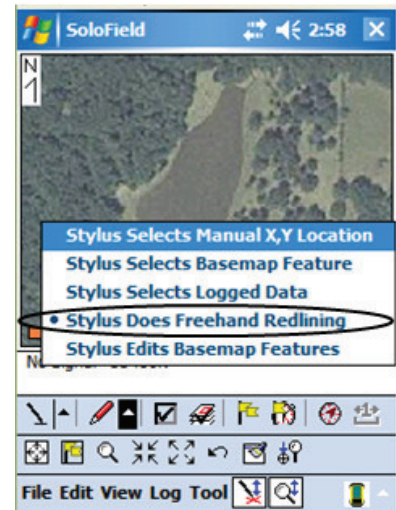 SoloField 2:58
N
Stylus Selects Manual X,Y Location
Stylus Selects Basemap Feature
Stylus Selects Logged Data
Stylus Does Freehand Redlining
Stylus Edits Basemap Features
File Edit View Log Tool